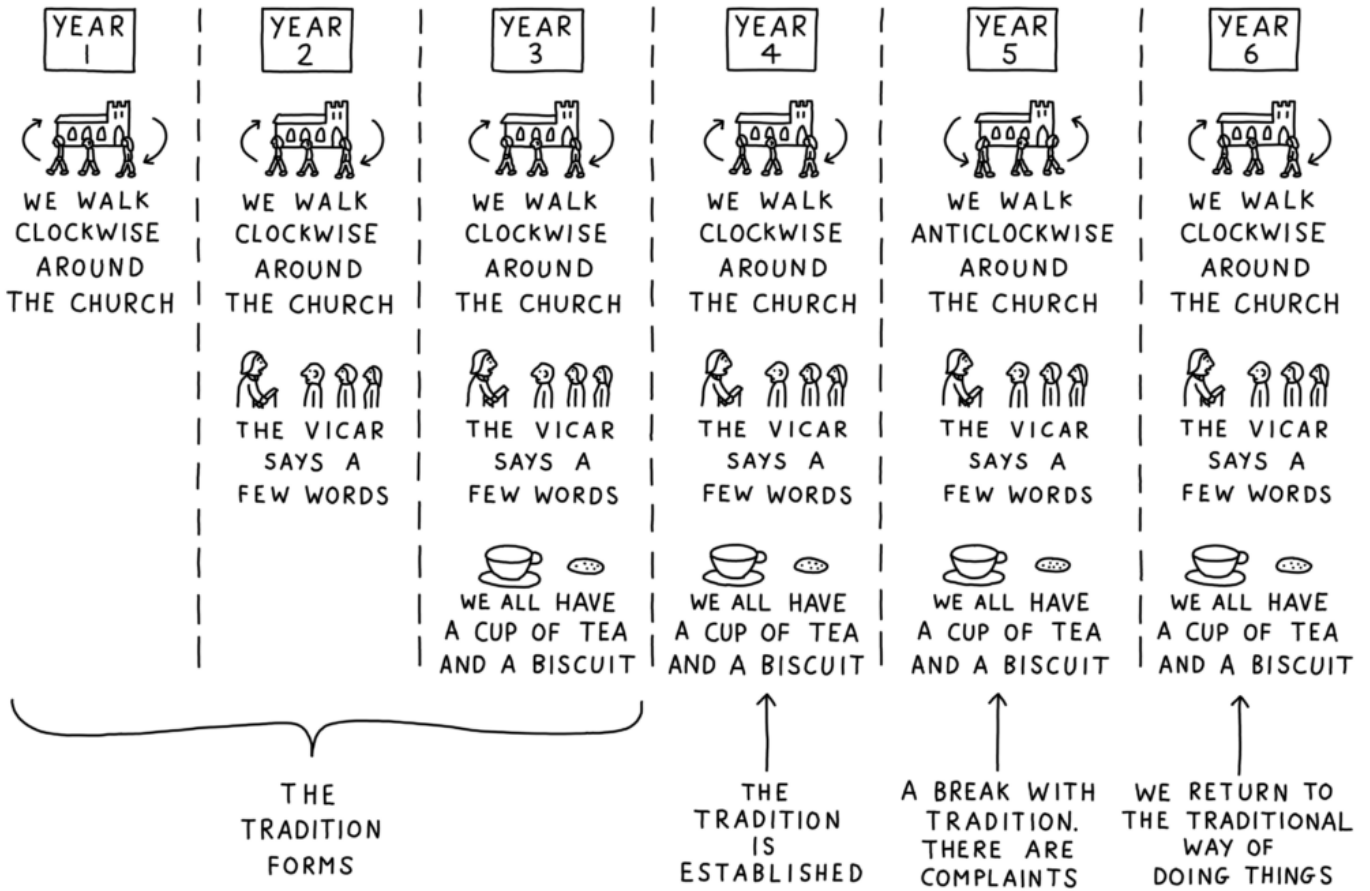 YEAR
1
WE WALK
CLOCKWISE
AROUND
THE CHURCH
YEAR
2
WE WALK
CLOCKWISE
AROUND
THE CHURCH
THE VICAR
SAYS A
FEW WORDS
YEAR
3
WE WALK
CLOCKWISE
AROUND
THE CHURCH
THE VICAR
SAYS A
FEW WORDS
WE ALL HAVE
A CUP OF TEA
AND A BISCUIT
THE
TRADITION
FORMS
YEAR
4
WE WALK
CLOCKWISE
AROUND
THE CHURCH
THE VICAR
SAYS A
FEW WORDS
WE ALL HAVE
A CUP OF TEA
AND A BISCUIT
THE
TRADITION
IS
ESTABLISHED
YEAR
5
WE WALK
ANTICLOCKWISE
AROUND
THE CHURCH
THE VICAR
SAYS A
FEW WORDS
WE ALL HAVE
A CUP OF TEA
AND A BISCUIT
A BREAK WITH
TRADITION.
THERE ARE
COMPLAINTS
YEAR
6
WE WALK
CLOCKWISE
AROUND
THE CHURCH
THE VICAR
SAYS A
FEW WORDS
WE ALL HAVE
A CUP OF TEA
AND A BISCUIT
WE RETURN TO
THE TRADITIONAL
WAY OF
DOING THINGS